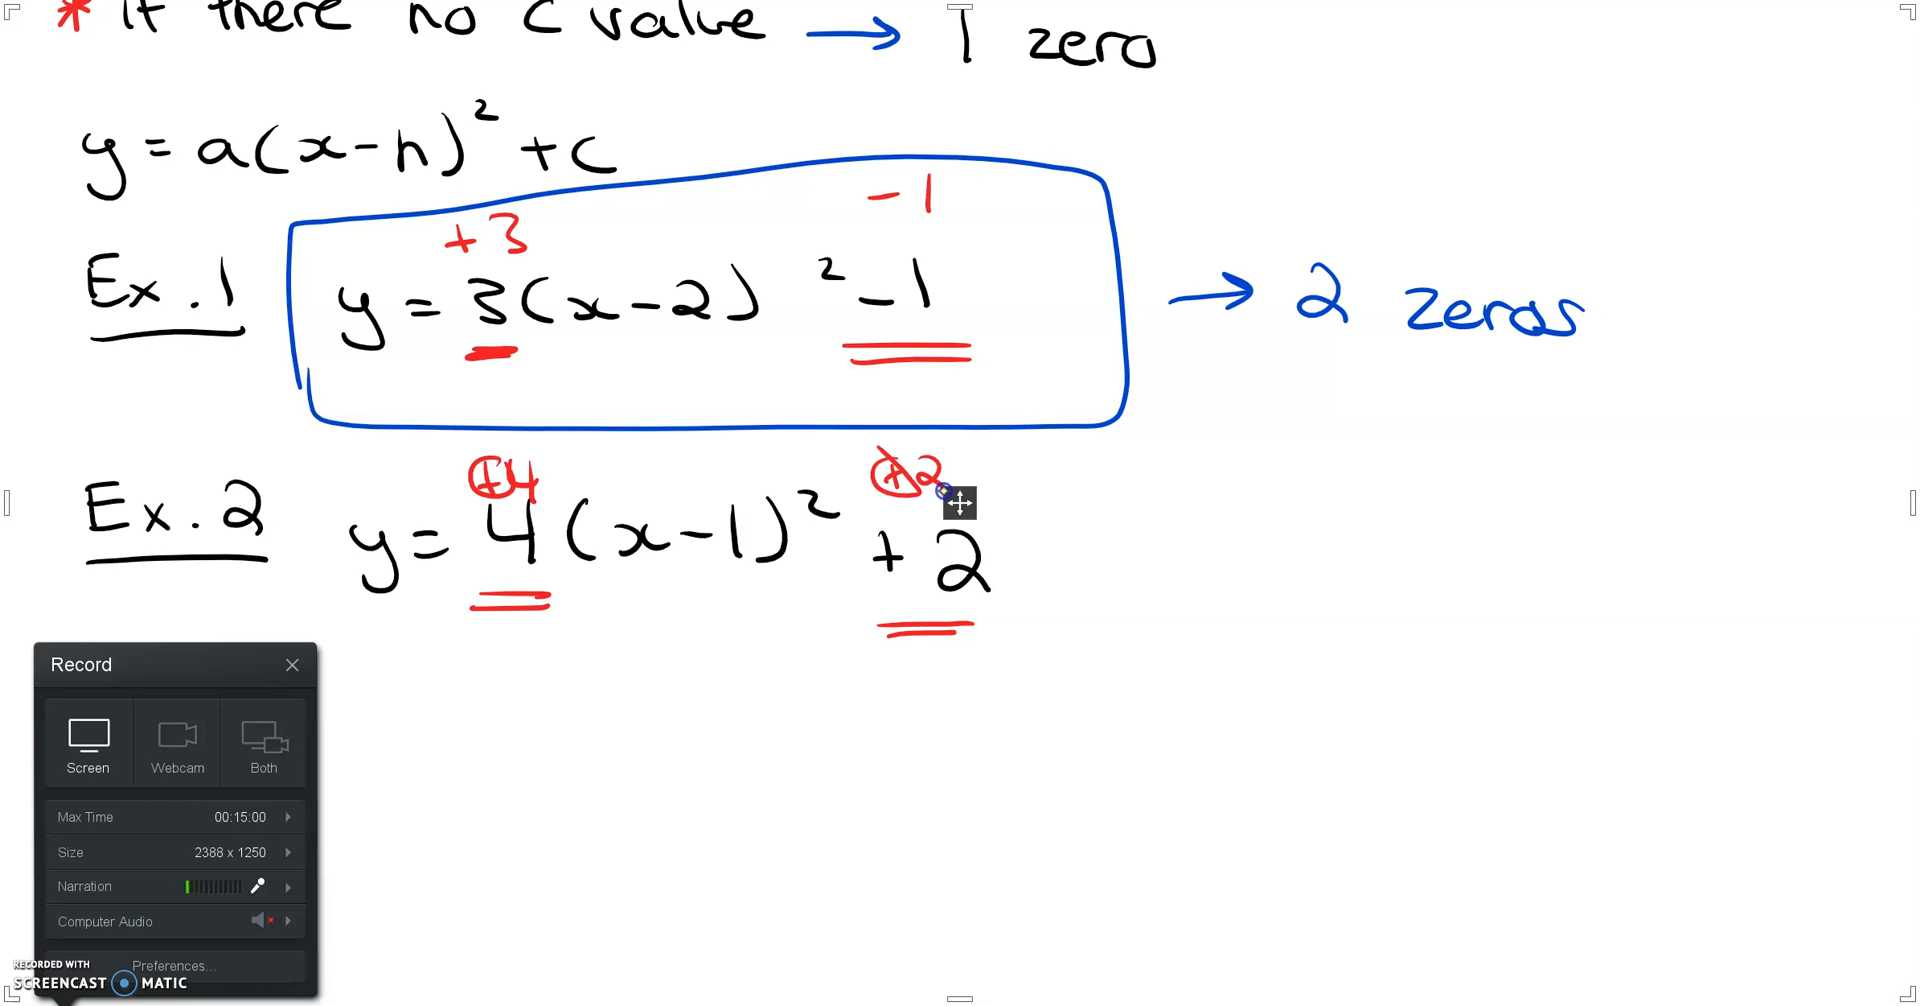 * If there no c value → 1 zero
y = a(x-h)² + c
+3 -1
Ex.1 y = 3(x-2)² -1 → 2 zeros
+4 +2
Ex.2 y = 4(x-1)² + 2
Record
Screen Webcam Both
Max Time 00:15:00
Size 2388 x 1250
Narration
Computer Audio
Preferences...
RECORDED WITH
SCREENCAST MATIC